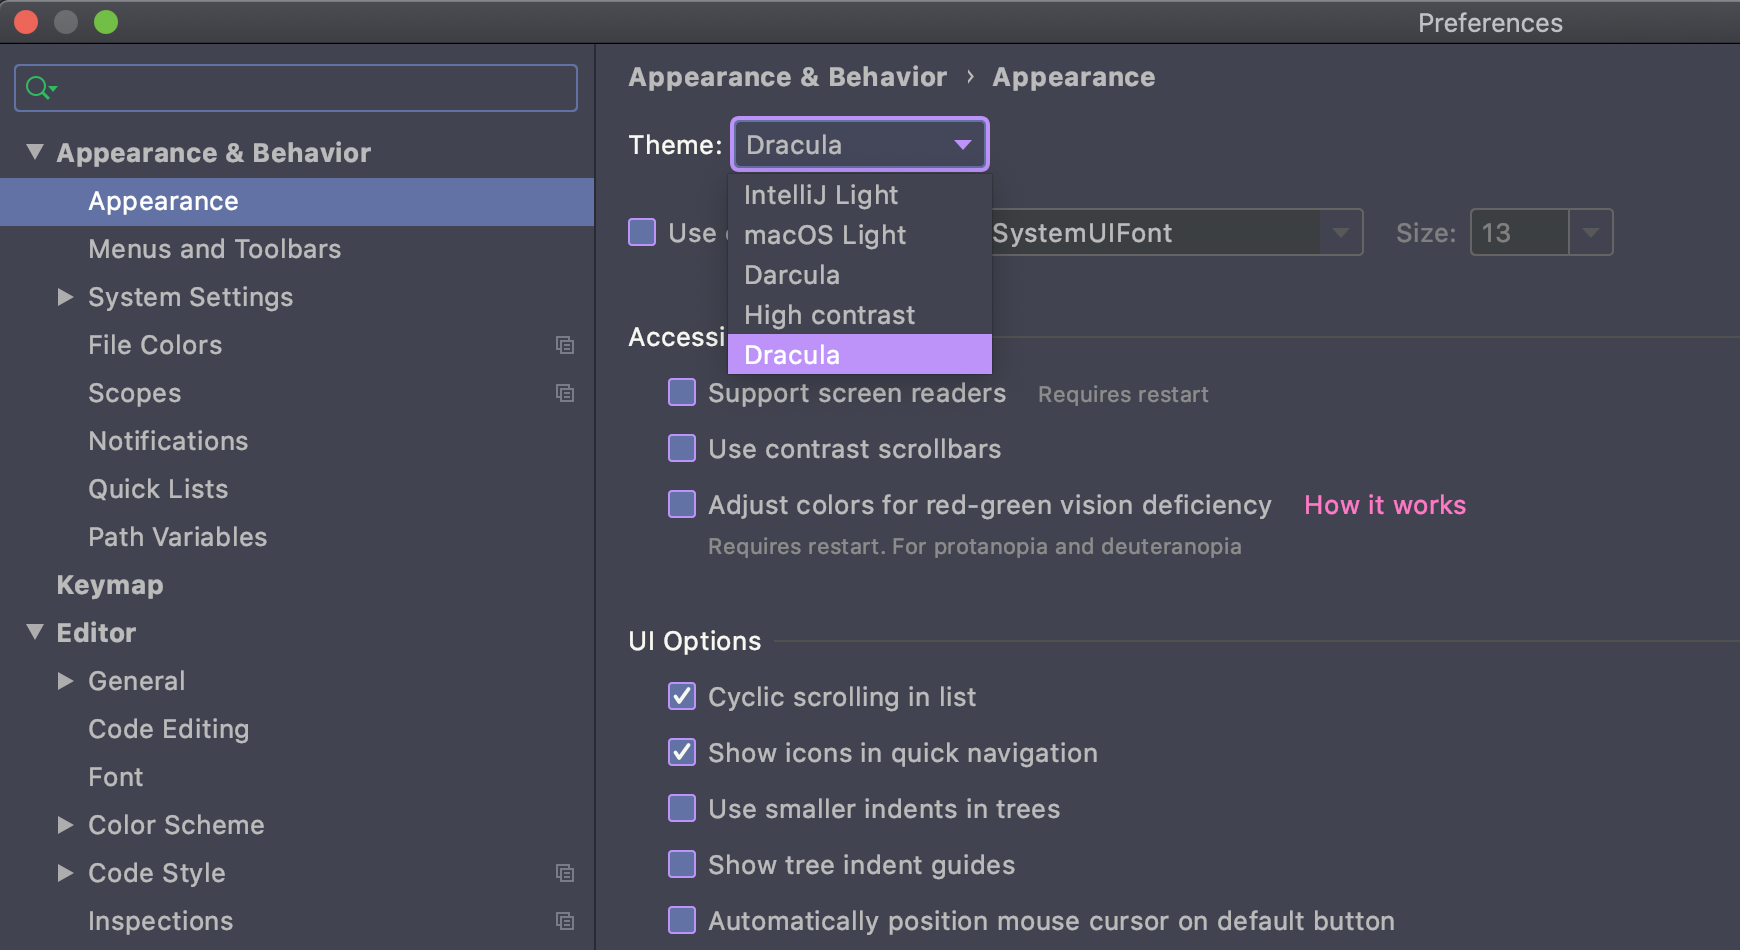 Preferences
Appearance & Behavior
Appearance
Menus and Toolbars
System Settings
File Colors
Scopes
Notifications
Quick Lists
Path Variables
Keymap
Editor
General
Code Editing
Font
Color Scheme
Code Style
Inspections
Appearance & Behavior › Appearance
Theme: Dracula
IntelliJ Light
macOS Light
Darcula
High contrast
Dracula
Use SystemUIFont Size: 13
Accessi
Support screen readers Requires restart
Use contrast scrollbars
Adjust colors for red-green vision deficiency How it works
Requires restart. For protanopia and deuteranopia
UI Options
Cyclic scrolling in list
Show icons in quick navigation
Use smaller indents in trees
Show tree indent guides
Automatically position mouse cursor on default button